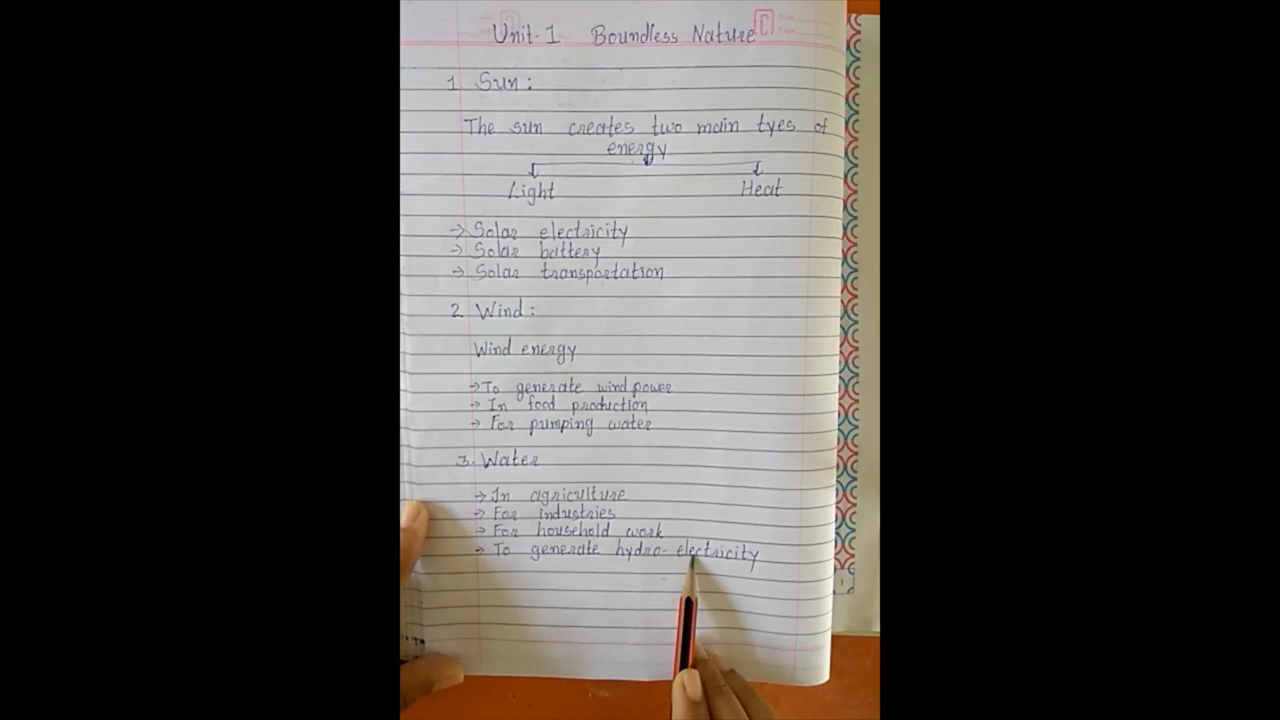 Unit-1 Boundless Nature
1. Sun:
The sun creates two main tyes of
energy
Light Heat
→ Solar electricity
→ Solar battery
→ Solar transportation
2. Wind:
Wind energy
→ To generate wind power
→ In food production
→ For pumping water
3. Water
→ In agriculture
→ For industries
→ For household work
→ To generate hydro-electricity